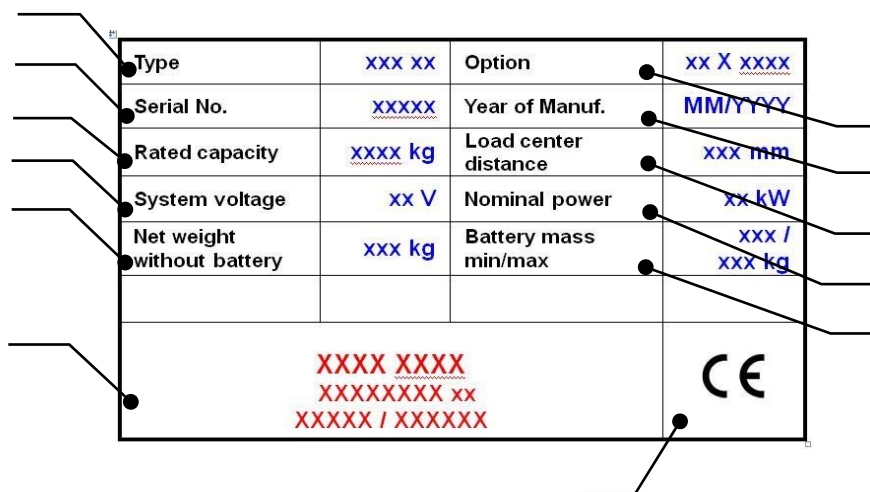 Type xxx xx Option xx X xxxx
Serial No. xxxxx Year of Manuf. MM/YYYY
Rated capacity xxxx kg Load center distance xxx mm
System voltage xx V Nominal power xx kW
Net weight without battery xxx kg Battery mass min/max xxx / xxx kg
XXXX XXXX
XXXXXXXX xx
XXXXX / XXXXXX
CE